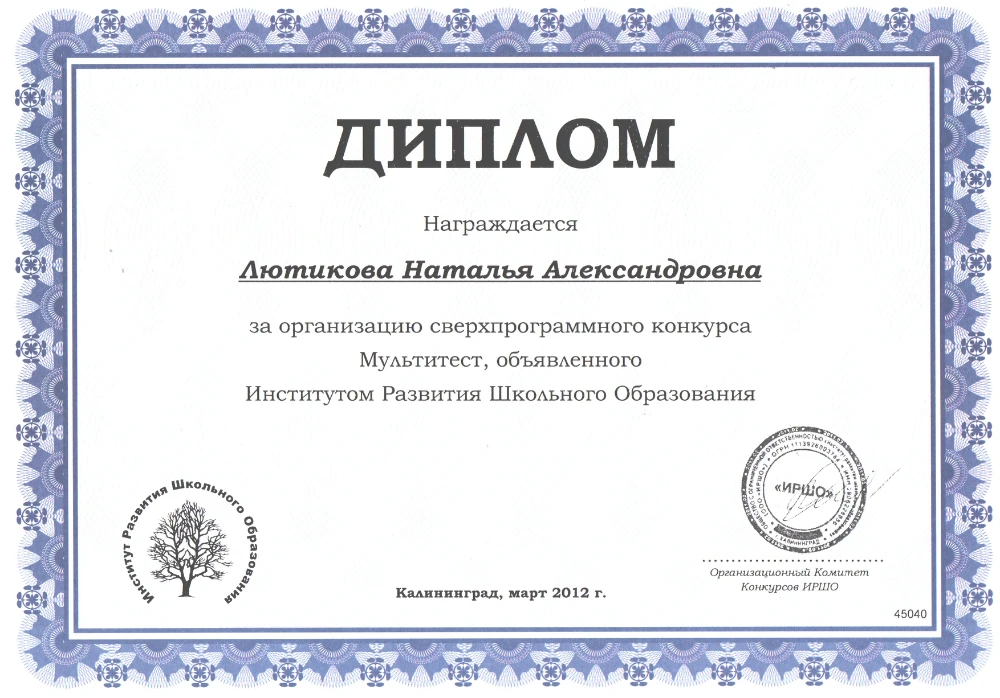 ДИПЛОМ
Награждается
Лютикова Наталья Александровна
за организацию сверхпрограммного конкурса
Мультитест, объявленного
Институтом Развития Школьного Образования
Институт Развития Школьного Образования
«ИРШО»
Г. КАЛИНИНГРАД
Организационный Комитет
Конкурсов ИРШО
Калининград, март 2012 г.
45040